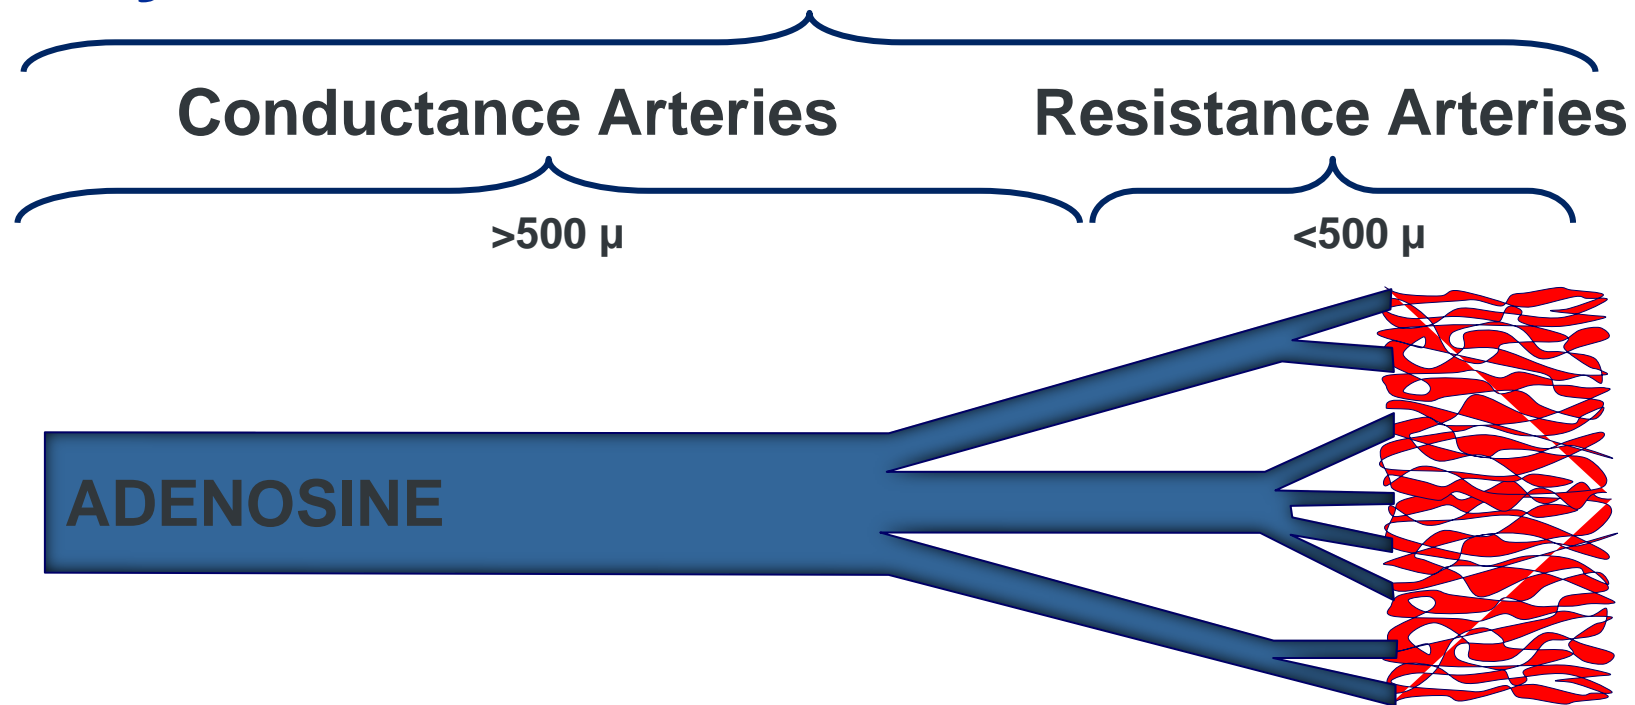 Conductance Arteries Resistance Arteries
>500 µ <500 µ
ADENOSINE